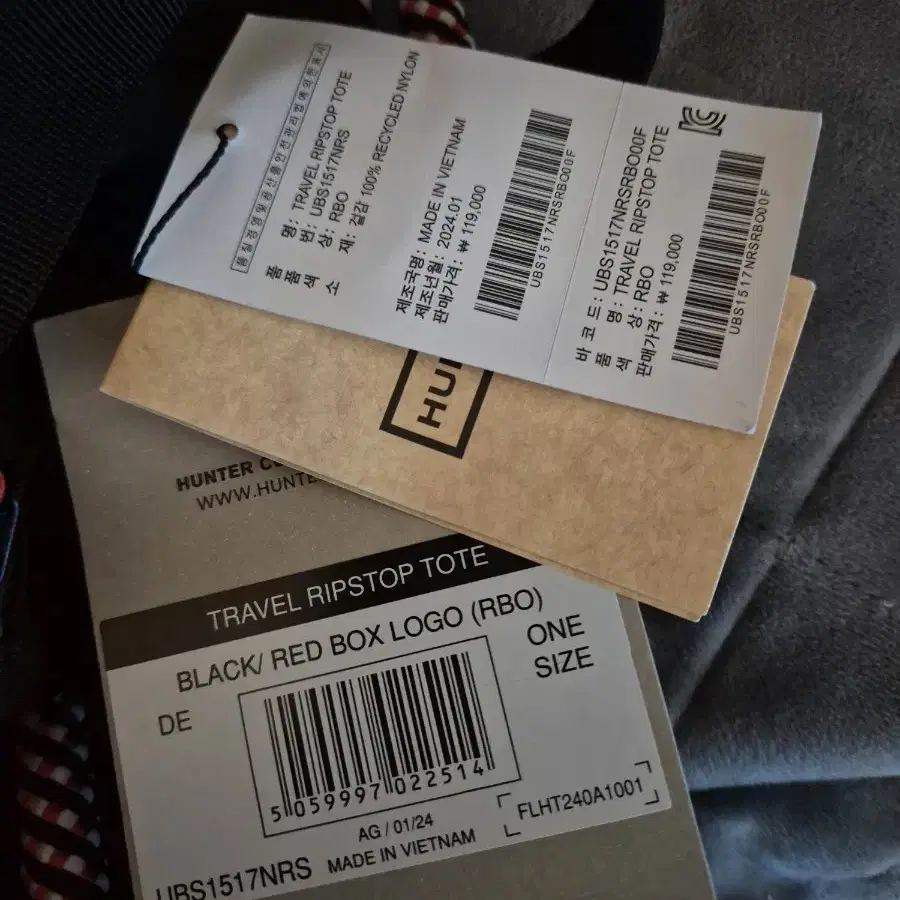 품질경영및공산품안전관리법에의한표시
품 명: TRAVEL RIPSTOP TOTE
품 번: UBS1517NRS
색 상: RBO
소 재: 겉감 100% RECYCLED NYLON
제조국명: MADE IN VIETNAM
제조년월: 2024.01
판매가격: ₩ 119,000
UBS1517NRSRBO00F
바 코 드: UBS1517NRSRBO00F
품 명: TRAVEL RIPSTOP TOTE
색 상: RBO
판매가격: ₩ 119,000
UBS1517NRSRBO00F
HUNTER
WWW.HUNTE
TRAVEL RIPSTOP TOTE
BLACK/ RED BOX LOGO (RBO)
DE
ONE
SIZE
5 059997 022514
AG / 01/24
MADE IN VIETNAM
FLHT240A1001
UBS1517NRS